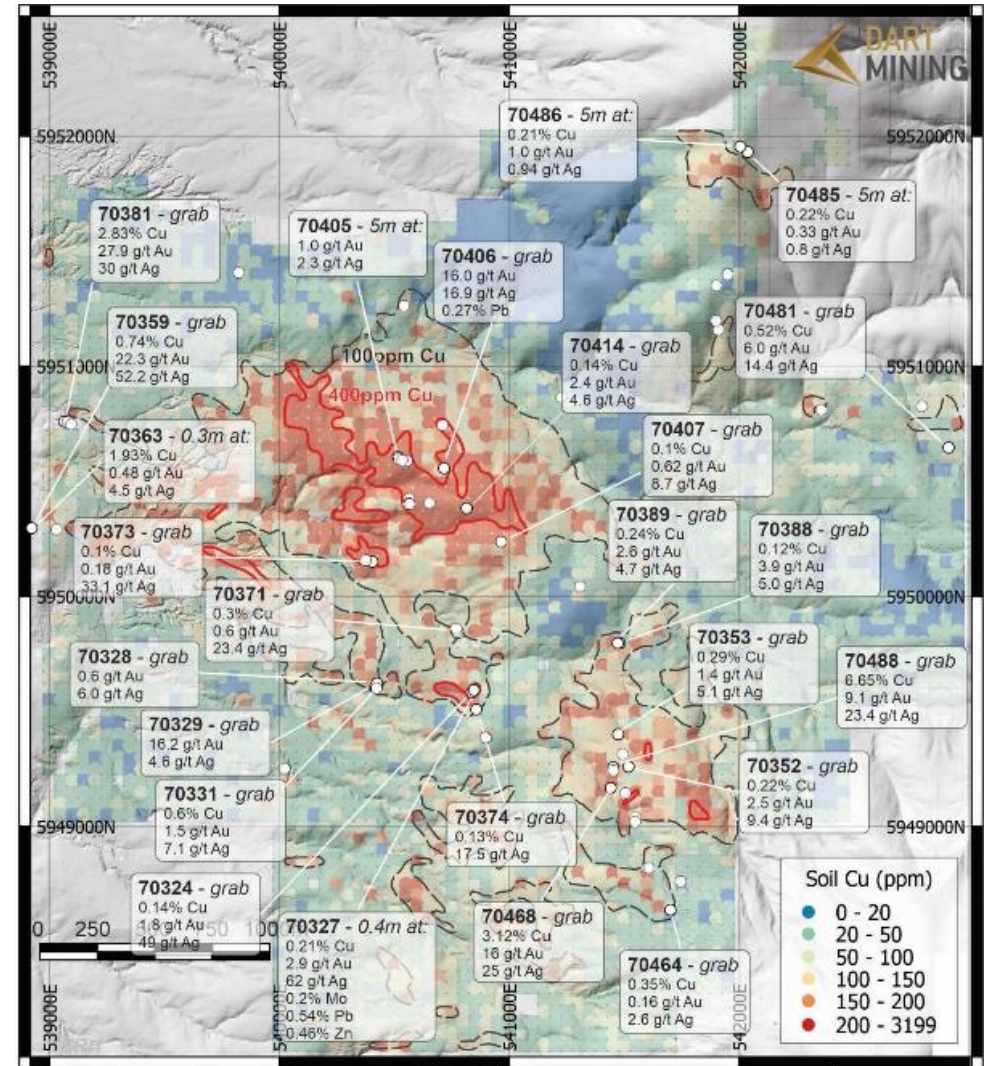 539000E
540000E
541000E
542000E
DART
MINING
5952000N
5952000N
70486 - 5m at:
0.21% Cu
1.0 g/t Au
0.94 g/t Ag
70485 - 5m at:
0.22% Cu
0.33 g/t Au
0.8 g/t Ag
70381 - grab
2.83% Cu
27.9 g/t Au
30 g/t Ag
70405 - 5m at:
1.0 g/t Au
2.3 g/t Ag
70406 - grab
16.0 g/t Au
16.9 g/t Ag
0.27% Pb
70359 - grab
0.74% Cu
22.3 g/t Au
52.2 g/t Ag
70481 - grab
0.52% Cu
6.0 g/t Au
14.4 g/t Ag
5951000N
5951000N
100ppm Cu
400ppm Cu
70414 - grab
0.14% Cu
2.4 g/t Au
4.6 g/t Ag
70363 - 0.3m at:
1.93% Cu
0.48 g/t Au
4.5 g/t Ag
70407 - grab
0.1% Cu
0.62 g/t Au
8.7 g/t Ag
70373 - grab
0.1% Cu
0.18 g/t Au
33.1 g/t Ag
70389 - grab
0.24% Cu
2.6 g/t Au
4.7 g/t Ag
70388 - grab
0.12% Cu
3.9 g/t Au
5.0 g/t Ag
5950000N
5950000N
70371 - grab
0.3% Cu
0.6 g/t Au
23.4 g/t Ag
70353 - grab
0.29% Cu
1.4 g/t Au
5.1 g/t Ag
70328 - grab
0.6 g/t Au
6.0 g/t Ag
70488 - grab
6.65% Cu
9.1 g/t Au
23.4 g/t Ag
70329 - grab
16.2 g/t Au
4.6 g/t Ag
70352 - grab
0.22% Cu
2.5 g/t Au
9.4 g/t Ag
70331 - grab
0.6% Cu
1.5 g/t Au
7.1 g/t Ag
70374 - grab
0.13% Cu
17.5 g/t Ag
5949000N
5949000N
70324 - grab
0.14% Cu
1.8 g/t Au
49 g/t Ag
70327 - 0.4m at:
0.21% Cu
2.9 g/t Au
62 g/t Ag
0.2% Mo
0.54% Pb
0.46% Zn
70468 - grab
3.12% Cu
16 g/t Au
25 g/t Ag
70464 - grab
0.35% Cu
0.16 g/t Au
2.6 g/t Ag
Soil Cu (ppm)
0 - 20
20 - 50
50 - 100
100 - 150
150 - 200
200 - 3199
0 250 750
539000E
541000E
542000E